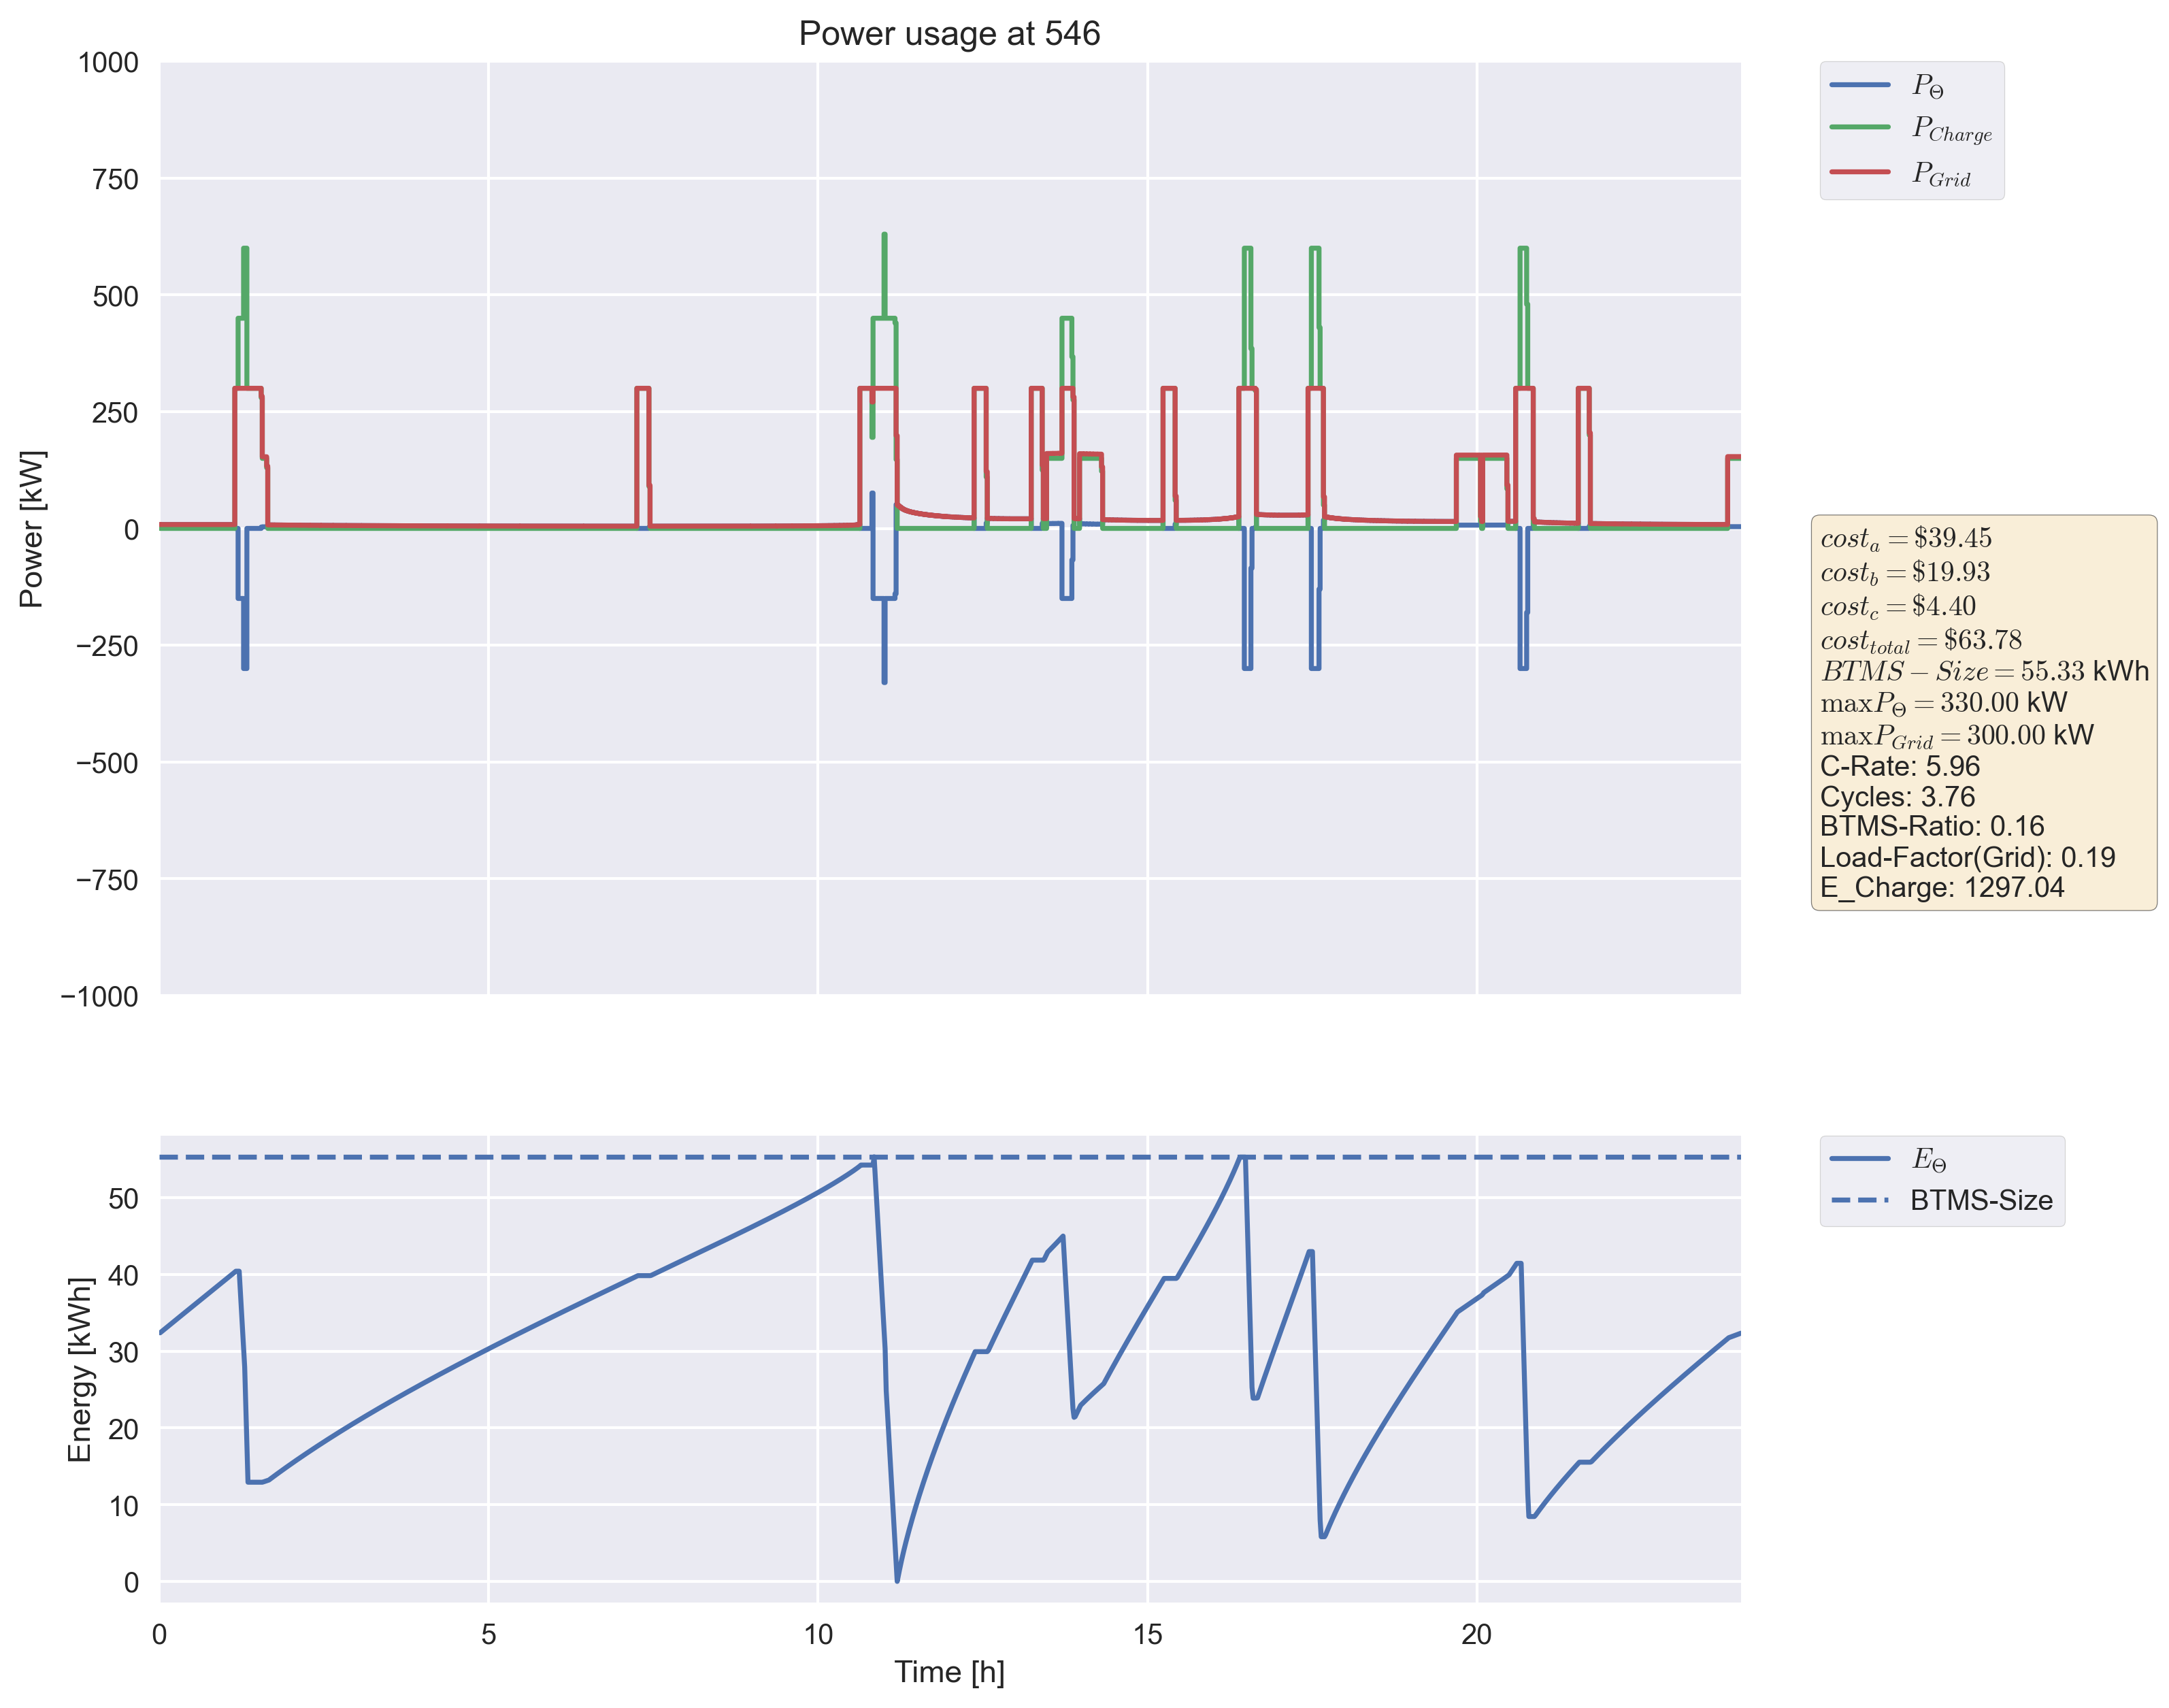 Power usage at 546
1000
750
500
250
0
−250
−500
−750
−1000
Power [kW]
P_Θ
P_Charge
P_Grid
cost_a = $39.45
cost_b = $19.93
cost_c = $4.40
cost_total = $63.78
BTMS − Size = 55.33 kWh
maxP_Θ = 330.00 kW
maxP_Grid = 300.00 kW
C-Rate: 5.96
Cycles: 3.76
BTMS-Ratio: 0.16
Load-Factor(Grid): 0.19
E_Charge: 1297.04
50
40
30
20
10
0
Energy [kWh]
E_Θ
BTMS-Size
0 5 10 15 20
Time [h]